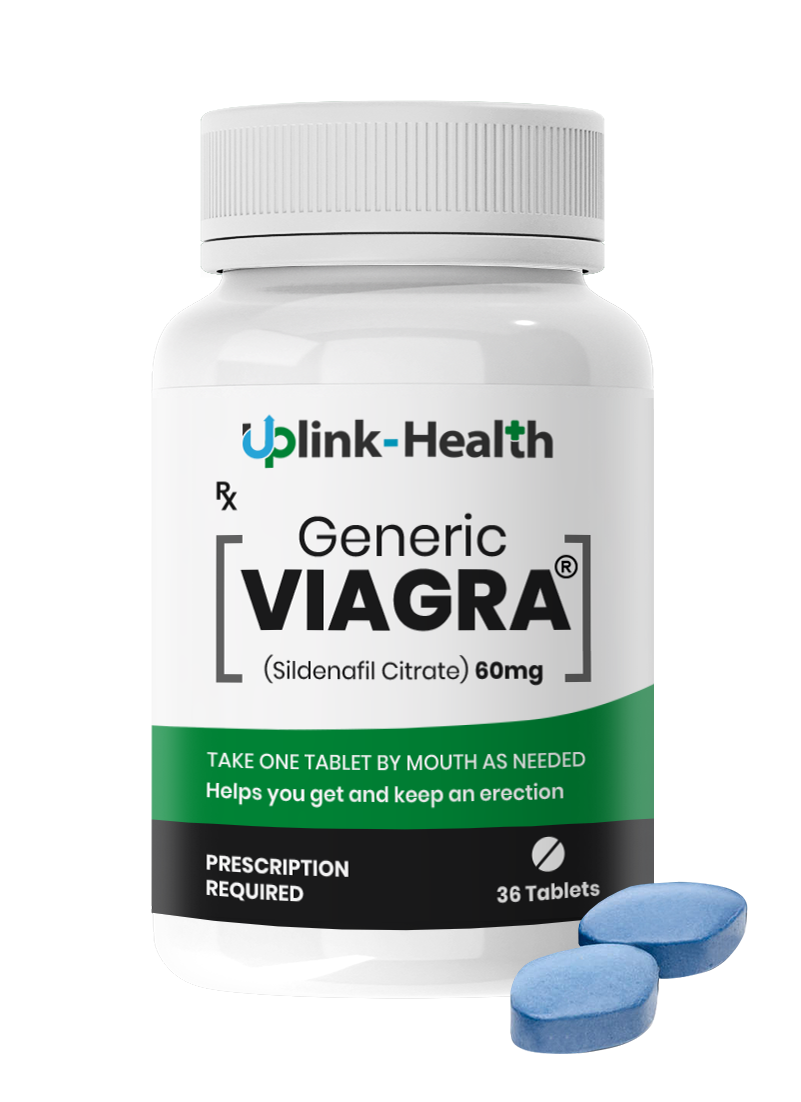 Uplink-Health
Rx
Generic
VIAGRA®
(Sildenafil Citrate) 60mg
TAKE ONE TABLET BY MOUTH AS NEEDED
Helps you get and keep an erection
PRESCRIPTION
REQUIRED
36 Tablets